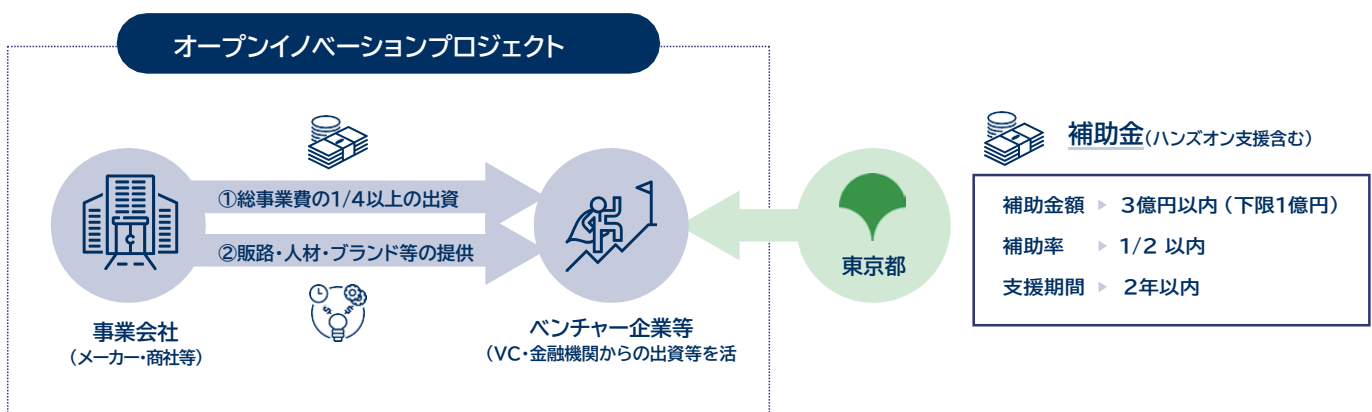 オープンイノベーションプロジェクト
①総事業費の1/4以上の出資
②販路・人材・ブランド等の提供
事業会社
(メーカー・商社等)
ベンチャー企業等
(VC・金融機関からの出資等を活
東京都
補助金(ハンズオン支援含む)
補助金額 ▶ 3億円以内(下限1億円)
補助率 ▶ 1/2 以内
支援期間 ▶ 2年以内